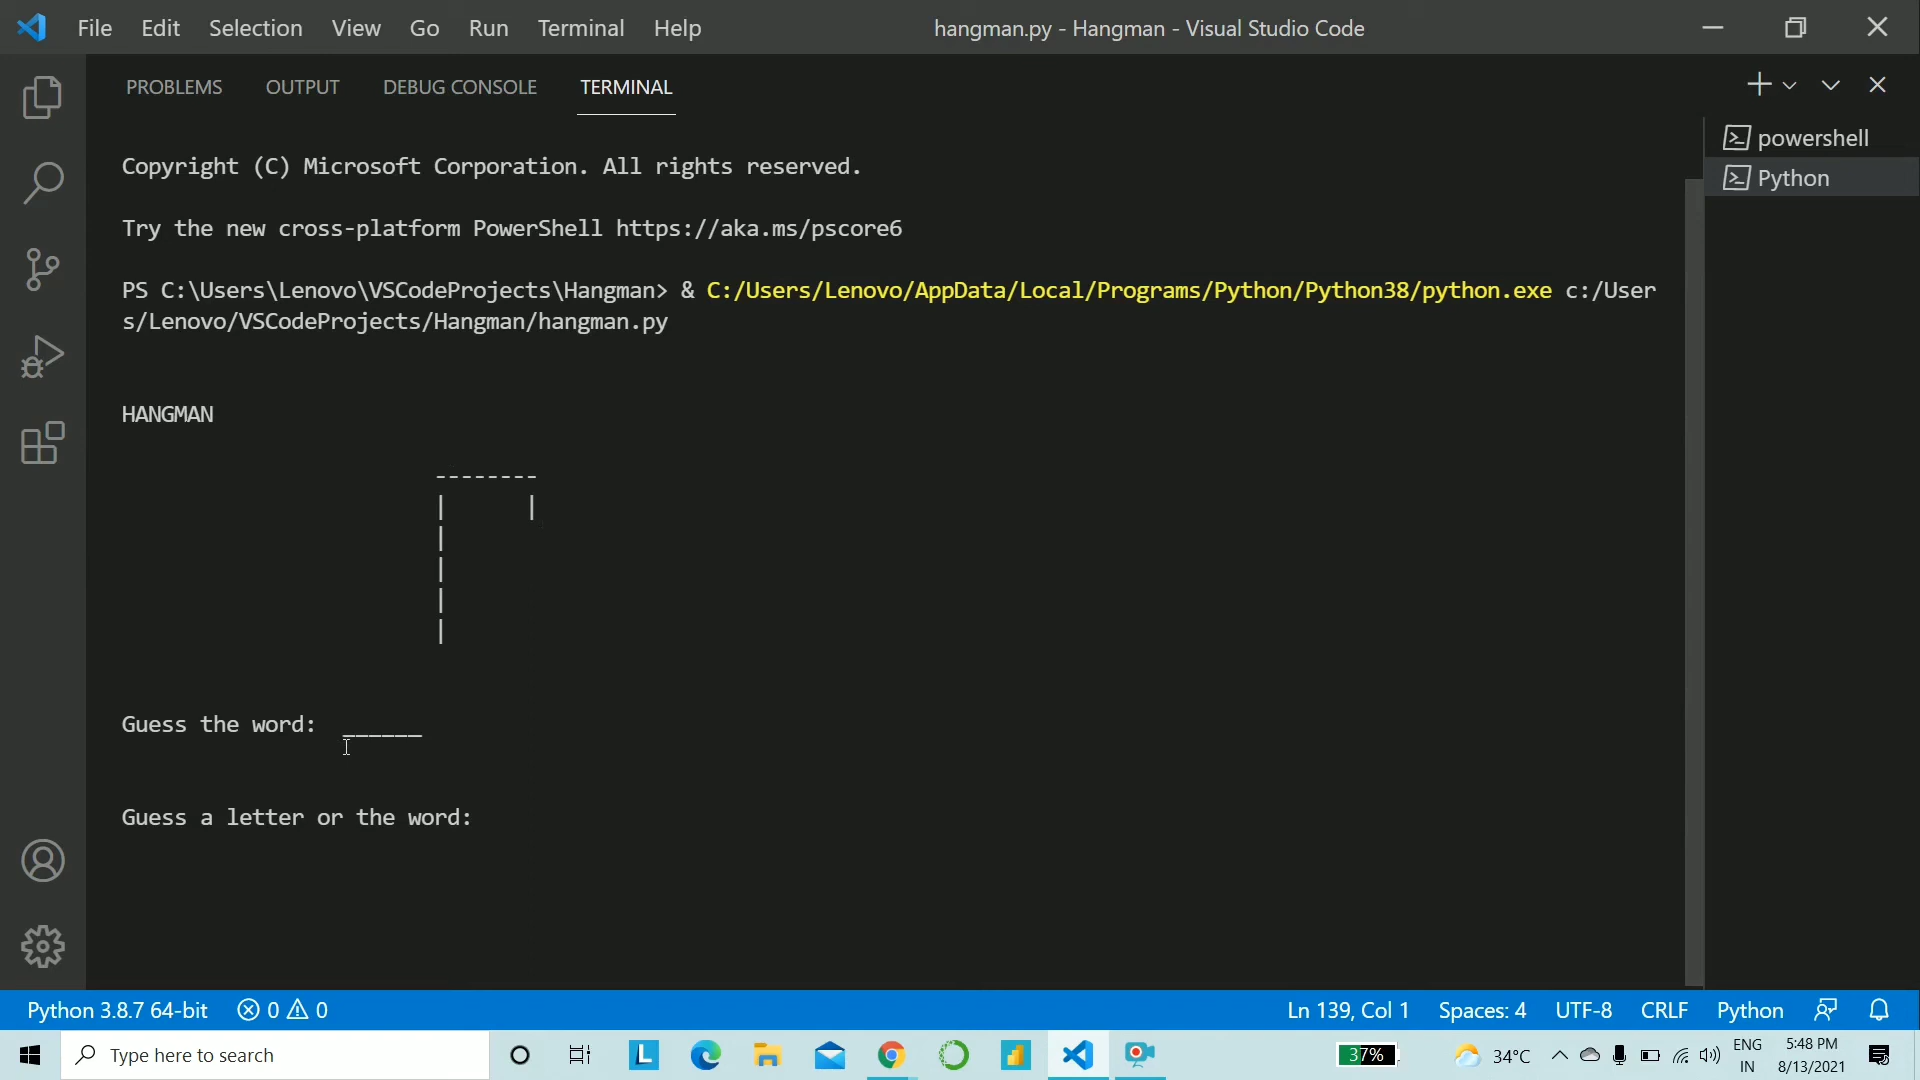 File Edit Selection View Go Run Terminal Help
hangman.py - Hangman - Visual Studio Code
PROBLEMS OUTPUT DEBUG CONSOLE TERMINAL
powershell
Python
Copyright (C) Microsoft Corporation. All rights reserved.
Try the new cross-platform PowerShell https://aka.ms/pscore6
PS C:\Users\Lenovo\VSCodeProjects\Hangman> & C:/Users/Lenovo/AppData/Local/Programs/Python/Python38/python.exe c:/User
s/Lenovo/VSCodeProjects/Hangman/hangman.py
HANGMAN
--------
|      |
|
|
|
|
Guess the word:  ______
Guess a letter or the word:
Python 3.8.7 64-bit 0 0 Ln 139, Col 1 Spaces: 4 UTF-8 CRLF Python
Type here to search
L
37%
34°C
ENG
IN
5:48 PM
8/13/2021